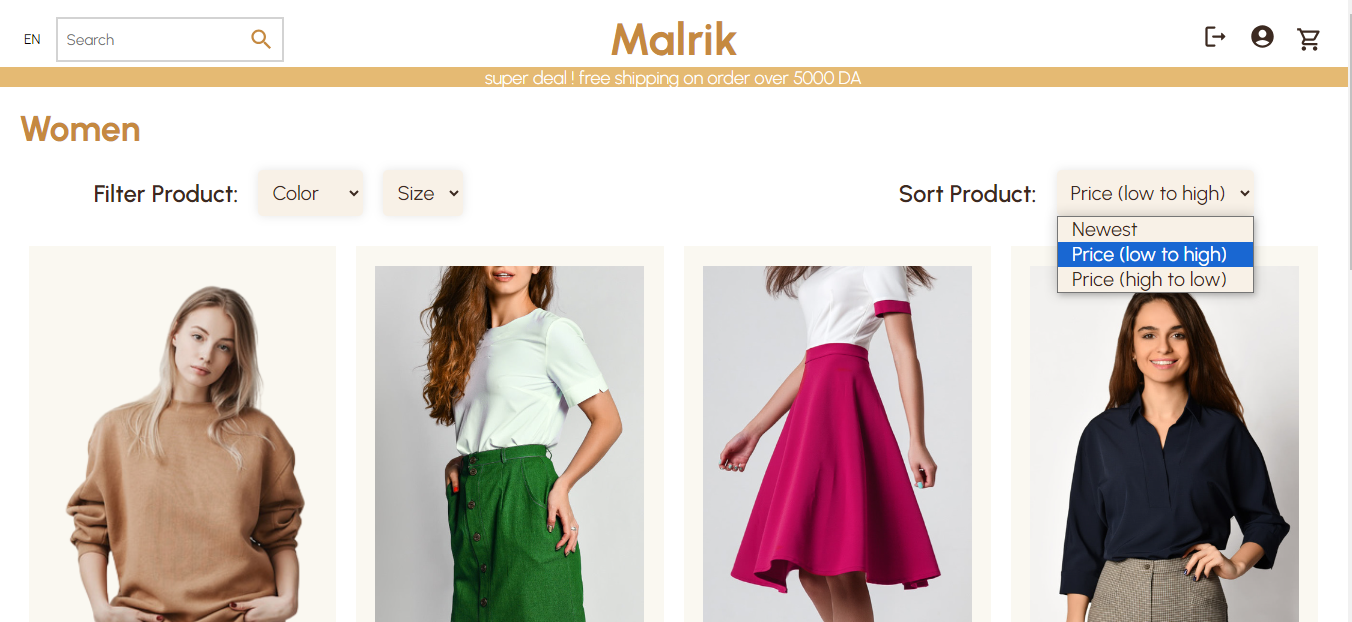 EN
Search
Malrik
super deal ! free shipping on order over 5000 DA
Women
Filter Product:
Color
Size
Sort Product:
Price (low to high)
Newest
Price (low to high)
Price (high to low)